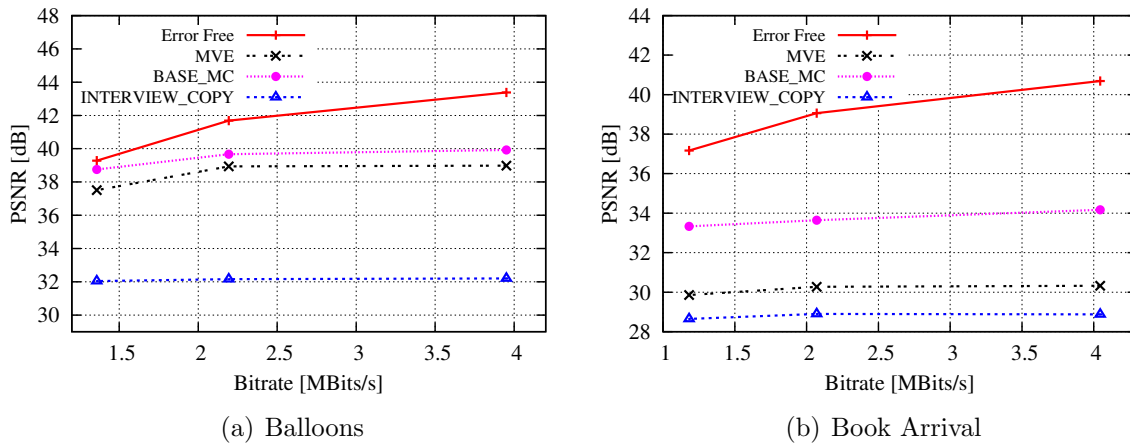 48
46
44
42
40
38
36
34
32
30
PSNR [dB]
Error Free
MVE
BASE_MC
INTERVIEW_COPY
1.5 2 2.5 3 3.5 4
Bitrate [MBits/s]
(a) Balloons
44
42
40
38
36
34
32
30
28
PSNR [dB]
Error Free
MVE
BASE_MC
INTERVIEW_COPY
1 1.5 2 2.5 3 3.5 4
Bitrate [MBits/s]
(b) Book Arrival